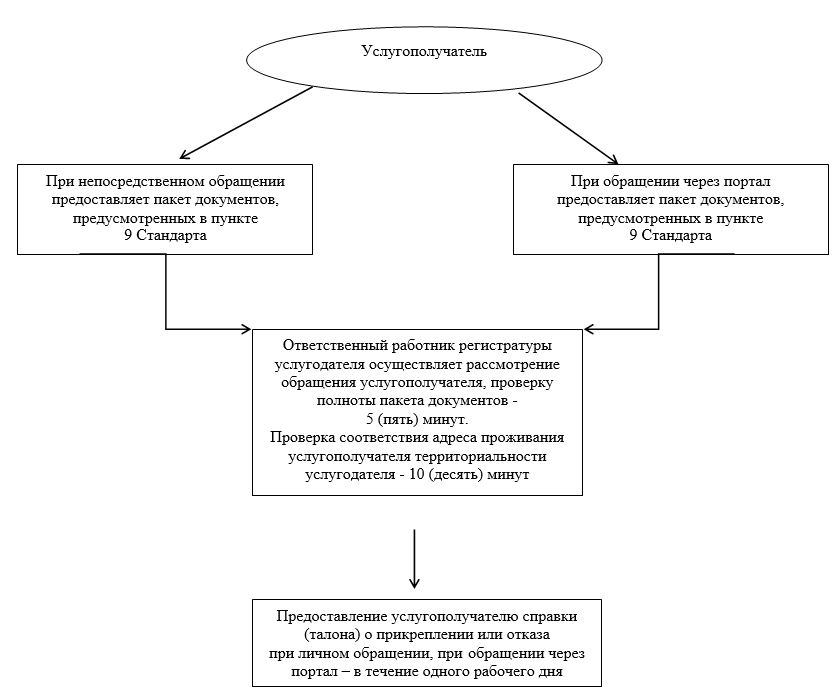 Услугополучатель
При непосредственном обращении
предоставляет пакет документов,
предусмотренных в пункте
9 Стандарта
При обращении через портал
предоставляет пакет документов,
предусмотренных в пункте
9 Стандарта
Ответственный работник регистратуры
услугодателя осуществляет рассмотрение
обращения услугополучателя, проверку
полноты пакета документов -
5 (пять) минут.
Проверка соответствия адреса проживания
услугополучателя территориальности
услугодателя - 10 (десять) минут
Предоставление услугополучателю справки
(талона) о прикреплении или отказа
при личном обращении, при обращении через
портал – в течение одного рабочего дня